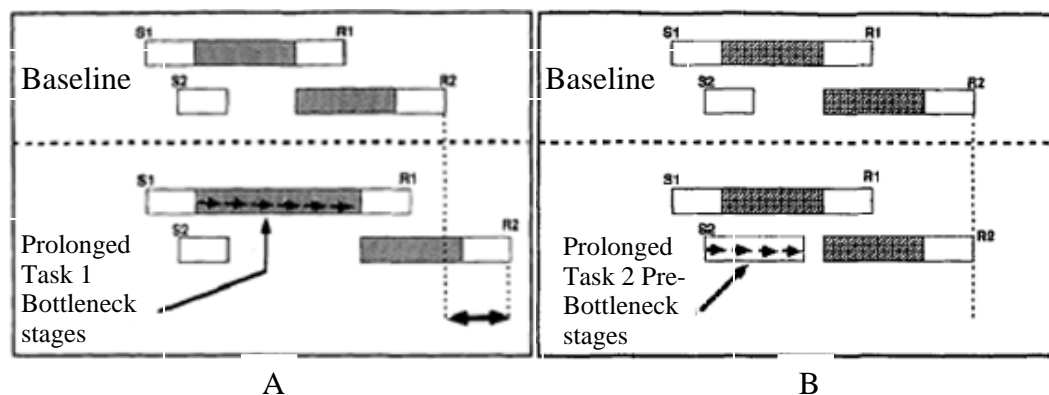 S1 R1
Baseline
S2 R2
S1 R1
S2 R2
Prolonged
Task 1
Bottleneck
stages
A
S1 R1
Baseline
S2 R2
S1 R1
S2 R2
Prolonged
Task 2 Pre-
Bottleneck
stages
B